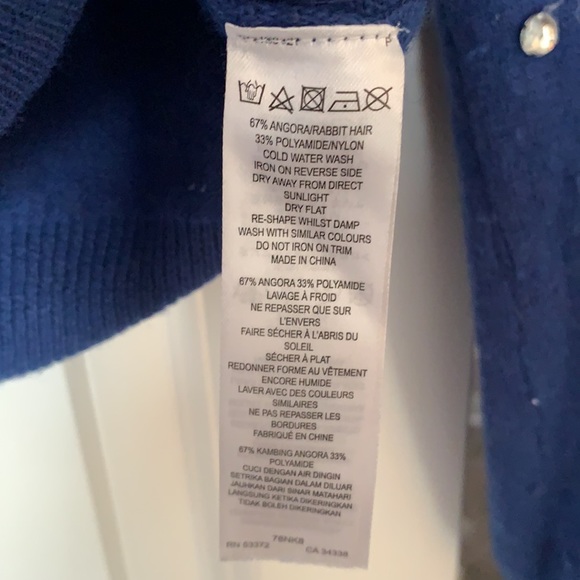 67% ANGORA/RABBIT HAIR
33% POLYAMIDE/NYLON
COLD WATER WASH
IRON ON REVERSE SIDE
DRY AWAY FROM DIRECT
SUNLIGHT
DRY FLAT
RE-SHAPE WHILST DAMP
WASH WITH SIMILAR COLOURS
DO NOT IRON ON TRIM
MADE IN CHINA
67% ANGORA 33% POLYAMIDE
LAVAGE À FROID
NE REPASSER QUE SUR
L'ENVERS
FAIRE SÉCHER À L'ABRIS DU
SOLEIL
SÉCHER À PLAT
REDONNER FORME AU VÊTEMENT
ENCORE HUMIDE
LAVER AVEC DES COULEURS
SIMILAIRES
NE PAS REPASSER LES
BORDURES
FABRIQUÉ EN CHINE
67% KAMBING ANGORA 33%
POLYAMIDE
CUCI DENGAN AIR DINGIN
SETRIKA BAGIAN DALAM DILUAR
JAUHKAN DARI SINAR MATAHARI
LANGSUNG KETIKA DIKERINGKAN
TIDAK BOLEH DIKERINGKAN
78NK8
RN 53372 CA 34338